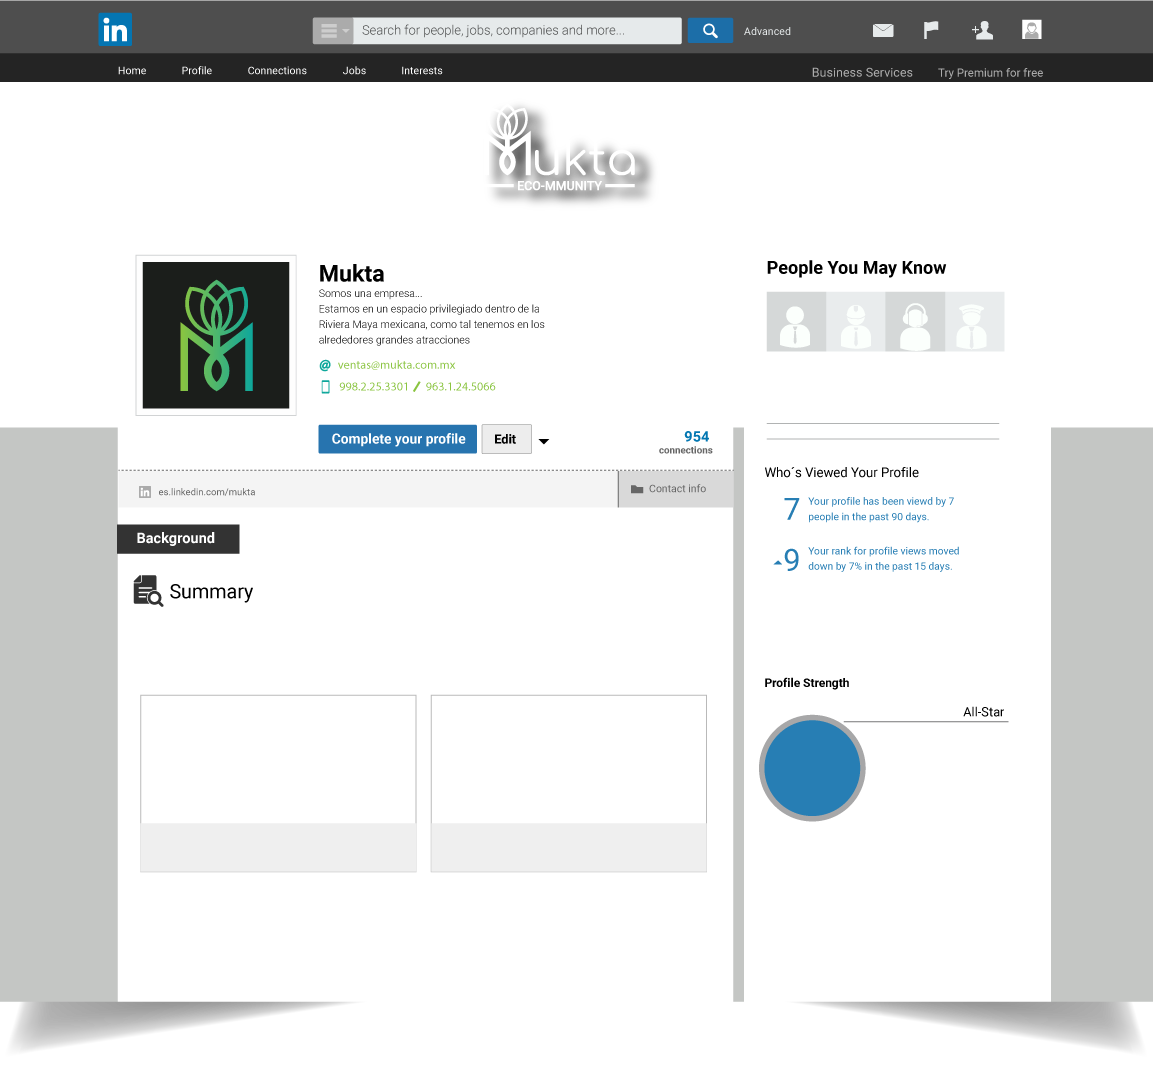 in
Search for people, jobs, companies and more...
Advanced
Home Profile Connections Jobs Interests
Business Services Try Premium for free
Mukta
ECO-MMUNITY
Mukta
Somos una empresa...
Estamos en un espacio privilegiado dentro de la
Riviera Maya mexicana, como tal tenemos en los
alrededores grandes atracciones
@ ventas@mukta.com.mx
998.2.25.3301 / 963.1.24.5066
Complete your profile Edit
954
connections
in es.linkedin.com/mukta
Contact info
Background
Summary
People You May Know
Who´s Viewed Your Profile
7 Your profile has been viewd by 7
people in the past 90 days.
9 Your rank for profile views moved
down by 7% in the past 15 days.
Profile Strength
All-Star